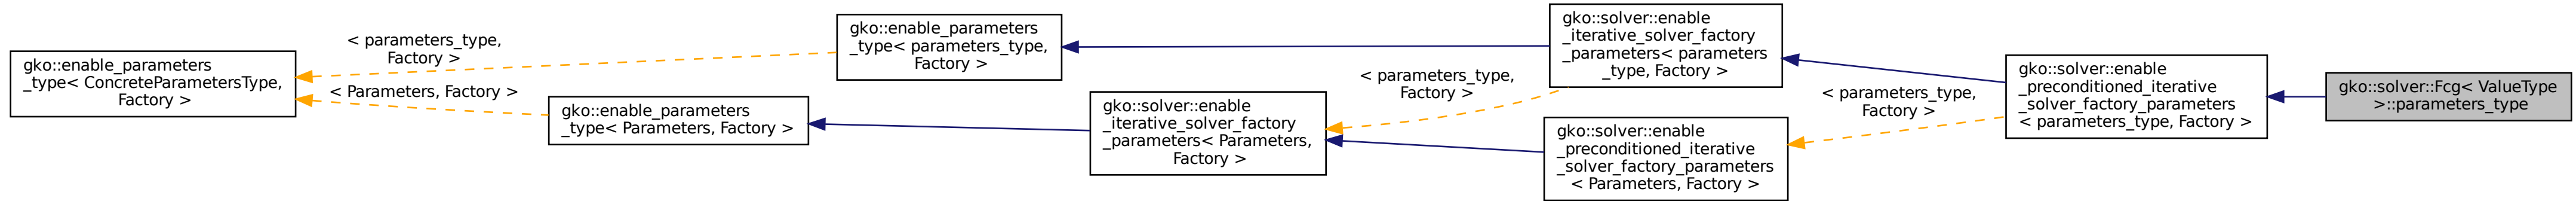 gko::enable_parameters
_type< ConcreteParametersType,
Factory >
< parameters_type,
Factory >
< Parameters, Factory >
gko::enable_parameters
_type< parameters_type,
Factory >
gko::enable_parameters
_type< Parameters, Factory >
gko::solver::enable
_iterative_solver_factory
_parameters< Parameters,
Factory >
< parameters_type,
Factory >
gko::solver::enable
_iterative_solver_factory
_parameters< parameters
_type, Factory >
gko::solver::enable
_preconditioned_iterative
_solver_factory_parameters
< Parameters, Factory >
< parameters_type,
Factory >
gko::solver::enable
_preconditioned_iterative
_solver_factory_parameters
< parameters_type, Factory >
gko::solver::Fcg< ValueType
>::parameters_type